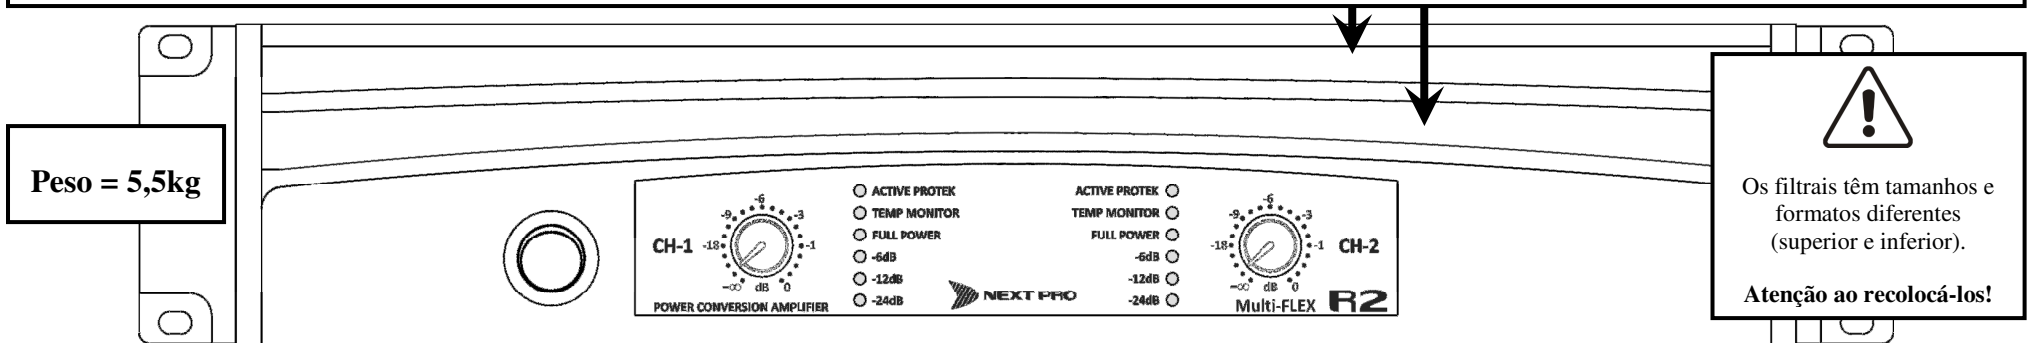 Peso = 5,5kg
CH-1
-∞
-18
-9
-6
-3
-1
0
dB
POWER CONVERSION AMPLIFIER
ACTIVE PROTEK
TEMP MONITOR
FULL POWER
-6dB
-12dB
-24dB
NEXT PRO
ACTIVE PROTEK
TEMP MONITOR
FULL POWER
-6dB
-12dB
-24dB
-∞
-18
-9
-6
-3
-1
0
dB
CH-2
Multi-FLEX R2
Os filtrais têm tamanhos e
formatos diferentes
(superior e inferior).
Atenção ao recolocá-los!